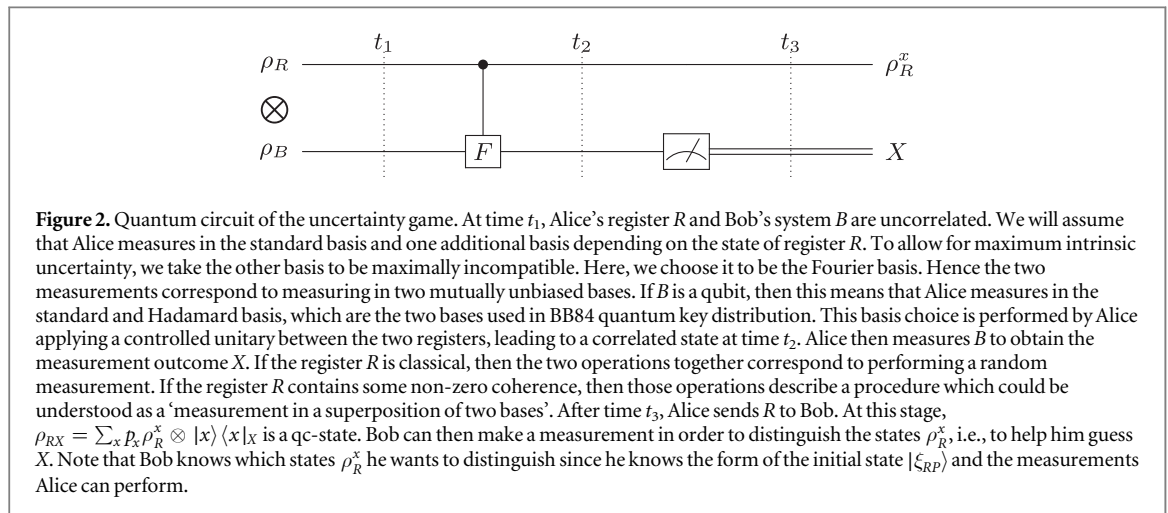 t₁ t₂ t₃
ρ_R ρ_R^x
⊗
ρ_B F X
Figure 2. Quantum circuit of the uncertainty game. At time t₁, Alice's register R and Bob's system B are uncorrelated. We will assume
that Alice measures in the standard basis and one additional basis depending on the state of register R. To allow for maximum intrinsic
uncertainty, we take the other basis to be maximally incompatible. Here, we choose it to be the Fourier basis. Hence the two
measurements correspond to measuring in two mutually unbiased bases. If B is a qubit, then this means that Alice measures in the
standard and Hadamard basis, which are the two bases used in BB84 quantum key distribution. This basis choice is performed by Alice
applying a controlled unitary between the two registers, leading to a correlated state at time t₂. Alice then measures B to obtain the
measurement outcome X. If the register R is classical, then the two operations together correspond to performing a random
measurement. If the register R contains some non-zero coherence, then those operations describe a procedure which could be
understood as a 'measurement in a superposition of two bases'. After time t₃, Alice sends R to Bob. At this stage,
ρ_RX = ∑_x p_x ρ_R^x ⊗ |x⟩⟨x|_X is a qc-state. Bob can then make a measurement in order to distinguish the states ρ_R^x, i.e., to help him guess
X. Note that Bob knows which states ρ_R^x he wants to distinguish since he knows the form of the initial state |ξ_RP⟩ and the measurements
Alice can perform.